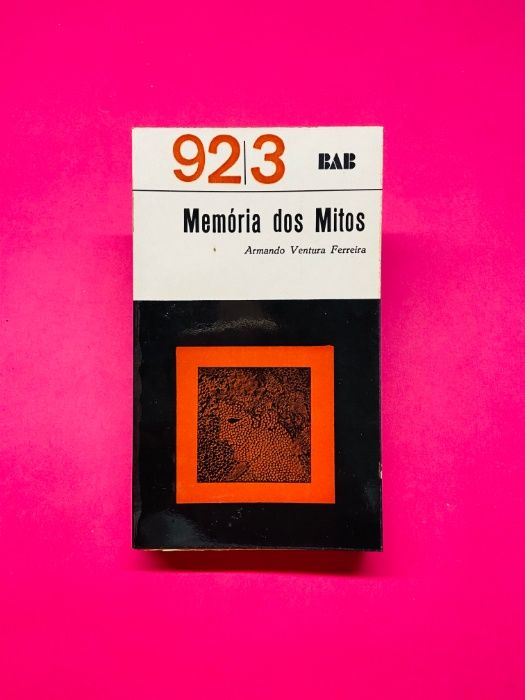 92|3 BAB
Memória dos Mitos
Armando Ventura Ferreira